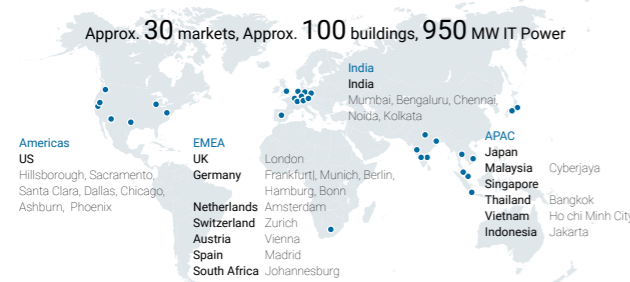 Approx. 30 markets, Approx. 100 buildings, 950 MW IT Power
India
India
Mumbai, Bengaluru, Chennai,
Noida, Kolkata
Americas
US
Hillsborough, Sacramento,
Santa Clara, Dallas, Chicago,
Ashburn, Phoenix
EMEA
UK London
Germany Frankfurtl, Munich, Berlin,
Hamburg, Bonn
Netherlands Amsterdam
Switzerland Zurich
Austria Vienna
Spain Madrid
South Africa Johannesburg
APAC
Japan
Malaysia Cyberjaya
Singapore
Thailand Bangkok
Vietnam Ho chi Minh City
Indonesia Jakarta